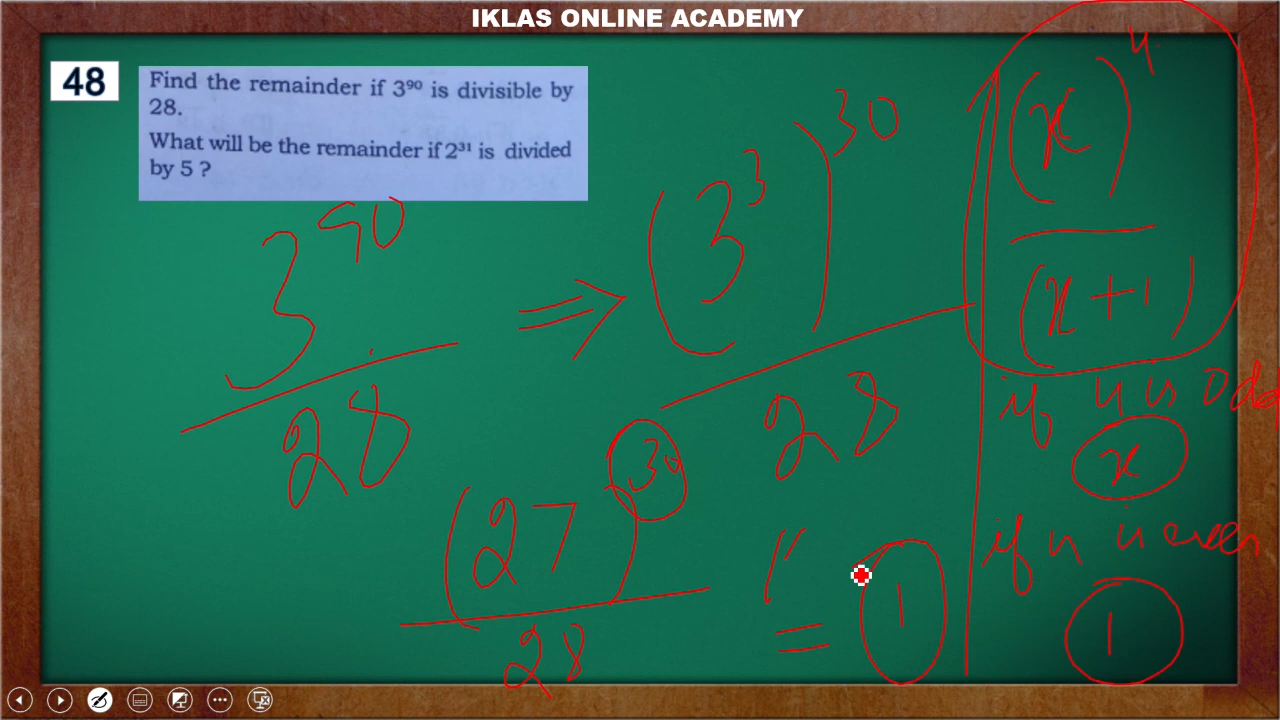 IKLAS ONLINE ACADEMY
48
Find the remainder if 3⁹⁰ is divisible by
28.
What will be the remainder if 2³¹ is divided
by 5 ?
3⁹⁰
28
⇒
(3³)³⁰
28
(27)³⁰
28
= 1
(x)ⁿ
(x+1)
if n is odd
x
if n is even
1